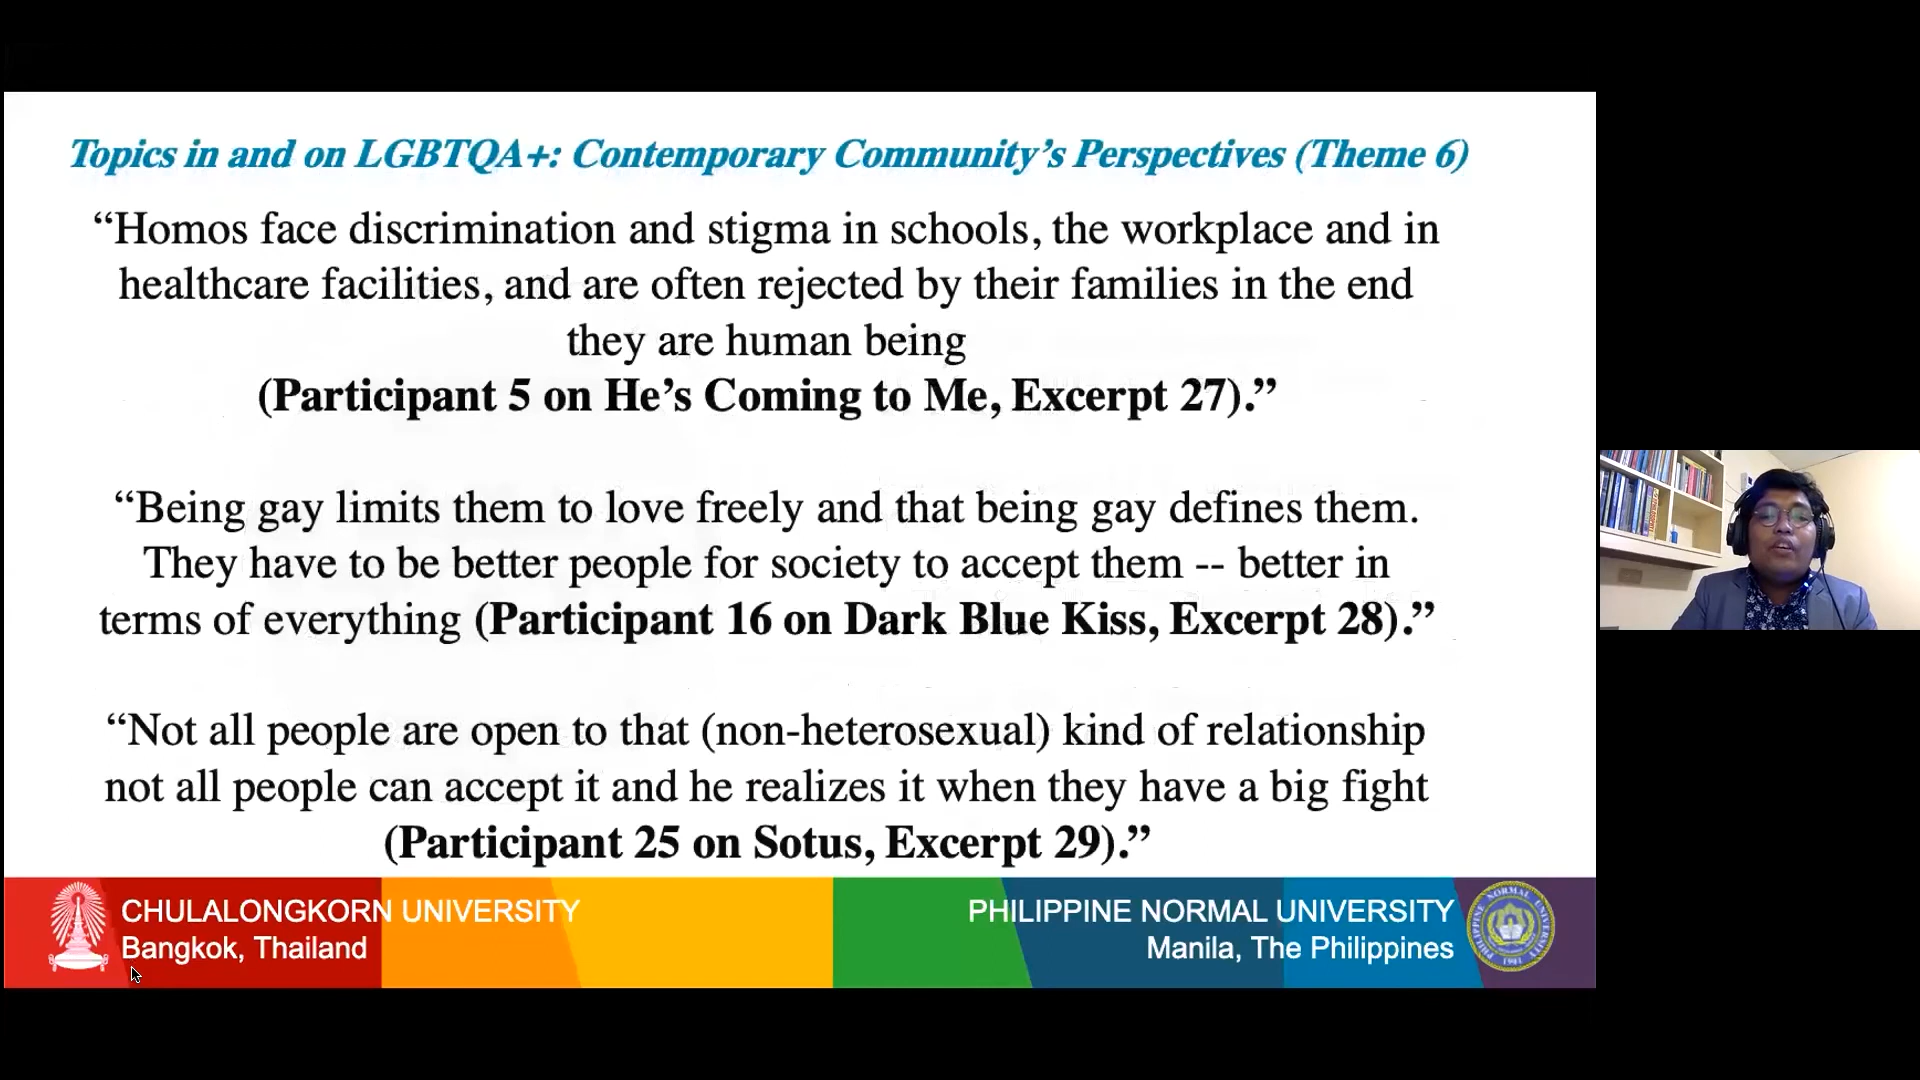 Topics in and on LGBTQA+: Contemporary Community’s Perspectives (Theme 6)
“Homos face discrimination and stigma in schools, the workplace and in
healthcare facilities, and are often rejected by their families in the end
they are human being
(Participant 5 on He’s Coming to Me, Excerpt 27).”
“Being gay limits them to love freely and that being gay defines them.
They have to be better people for society to accept them -- better in
terms of everything (Participant 16 on Dark Blue Kiss, Excerpt 28).”
“Not all people are open to that (non-heterosexual) kind of relationship
not all people can accept it and he realizes it when they have a big fight
(Participant 25 on Sotus, Excerpt 29).”
CHULALONGKORN UNIVERSITY
Bangkok, Thailand
PHILIPPINE NORMAL UNIVERSITY
Manila, The Philippines
PHILIPPINE NORMAL UNIVERSITY
1901